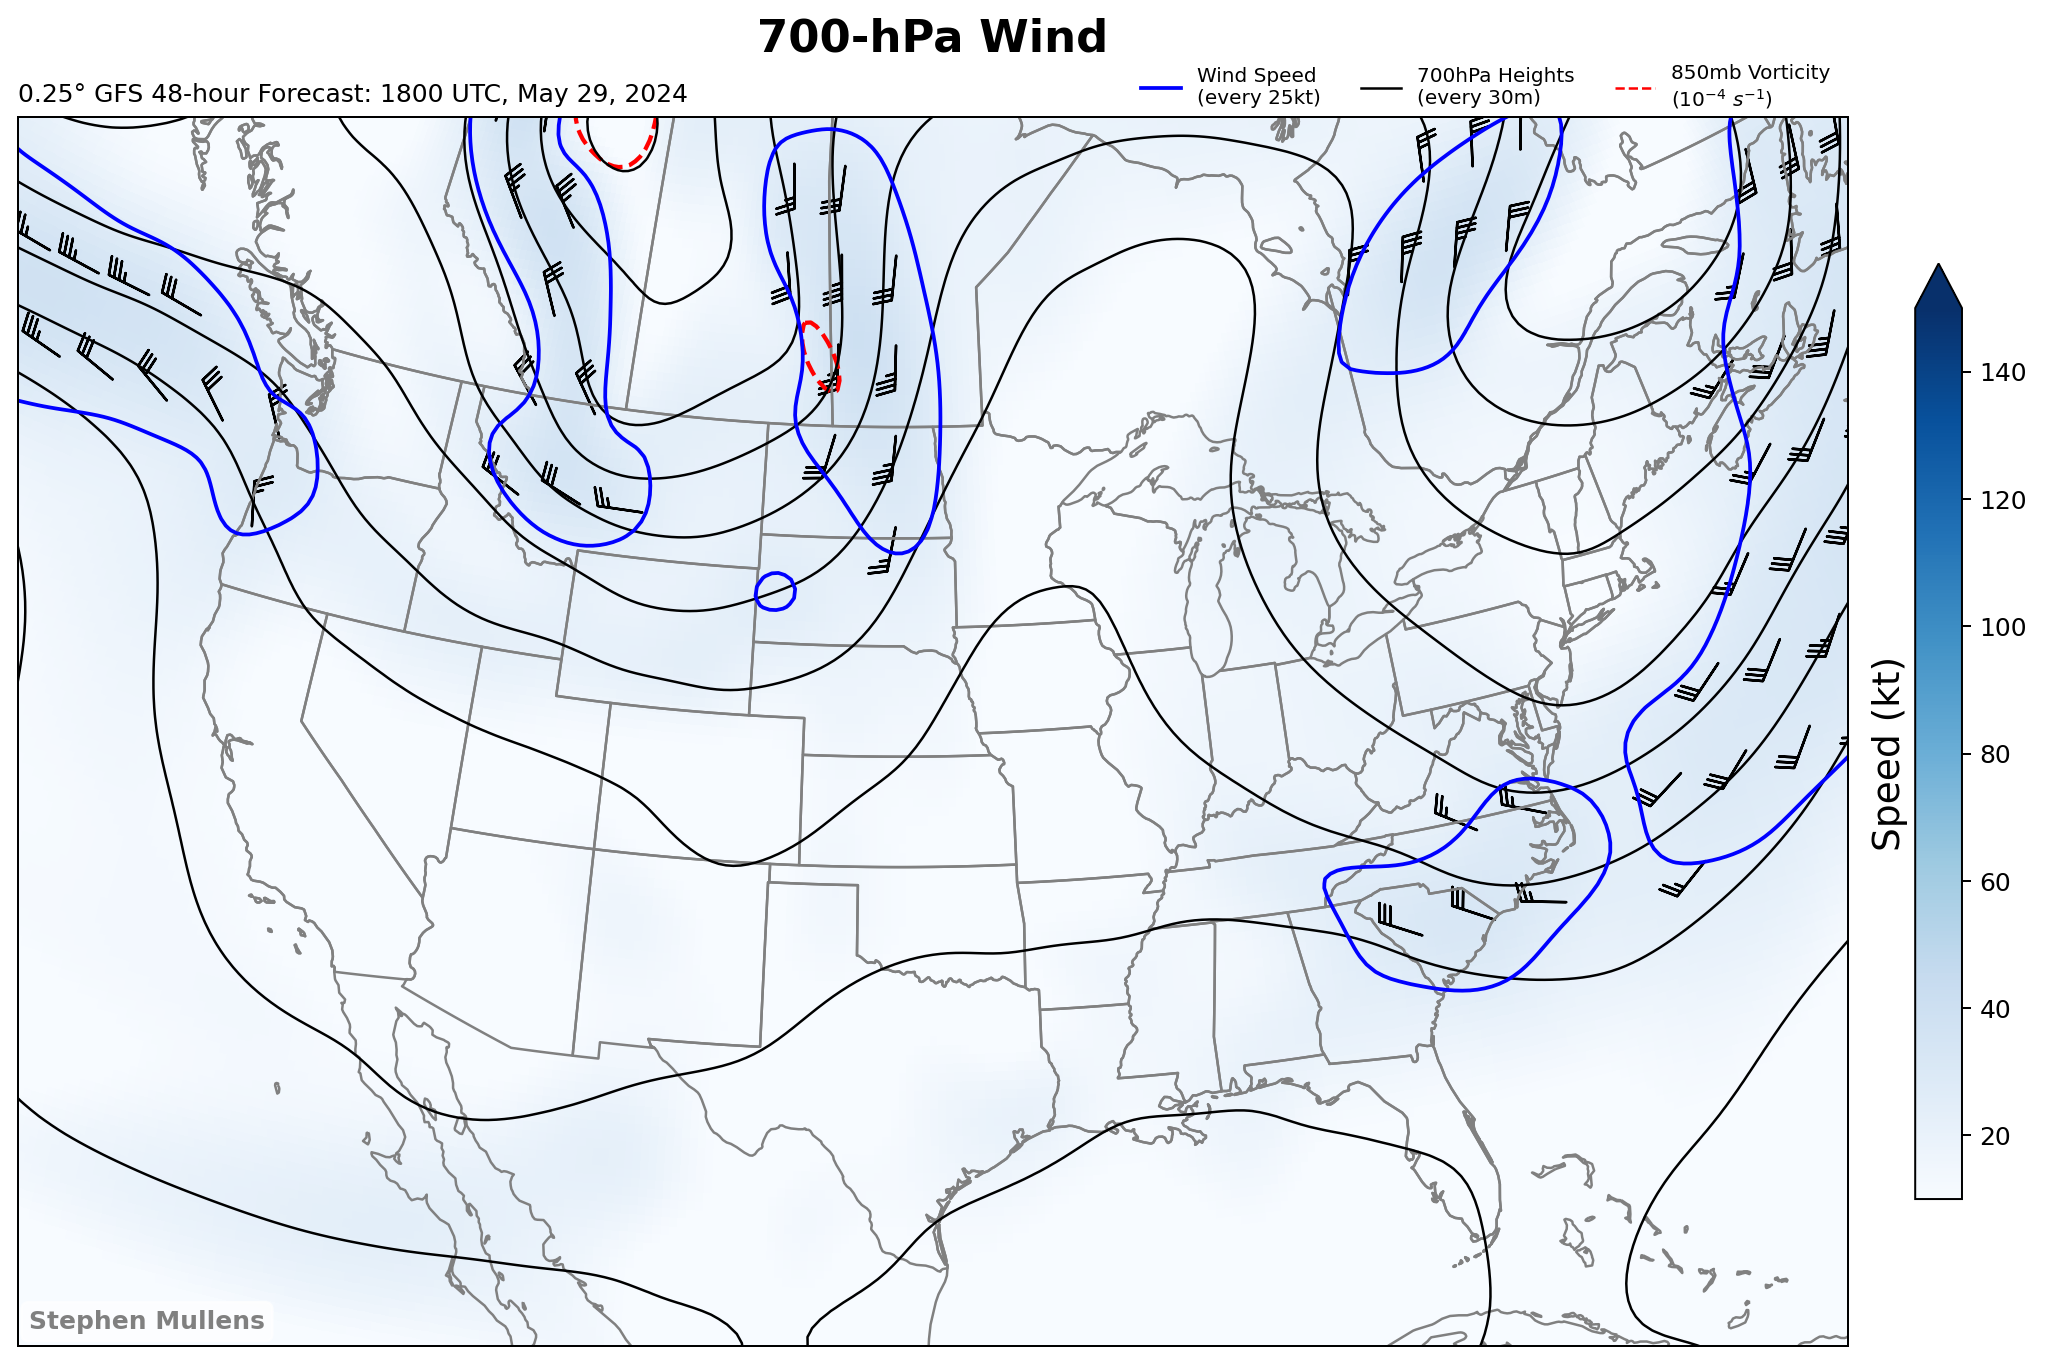 700-hPa Wind
0.25° GFS 48-hour Forecast: 1800 UTC, May 29, 2024
Wind Speed
(every 25kt)
700hPa Heights
(every 30m)
850mb Vorticity
(10⁻⁴ s⁻¹)
140
120
100
80
60
40
20
Speed (kt)
Stephen Mullens